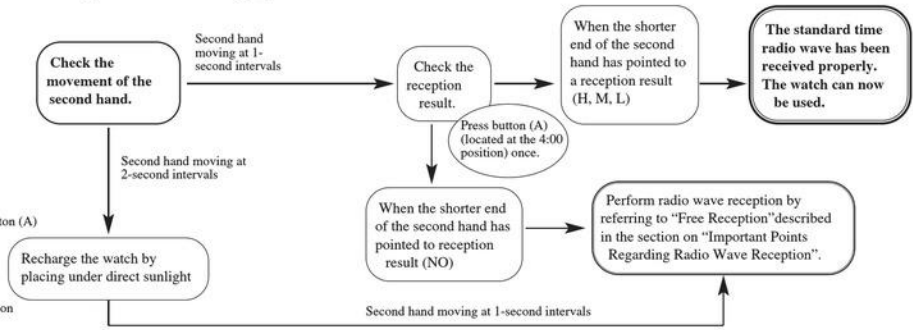 Check the
movement of the
second hand.
Second hand
moving at 1-
second intervals
Check the
reception
result.
Press button (A)
(located at the 4:00
position) once.
When the shorter
end of the second
hand has pointed to
a reception result
(H, M, L)
The standard time
radio wave has been
received properly.
The watch can now
be used.
Second hand moving at
2-second intervals
When the shorter end
of the second hand has
pointed to reception
result (NO)
Perform radio wave reception by
referring to “Free Reception”described
in the section on “Important Points
Regarding Radio Wave Reception”.
ton (A)
Recharge the watch by
placing under direct sunlight
on
Second hand moving at 1-second intervals